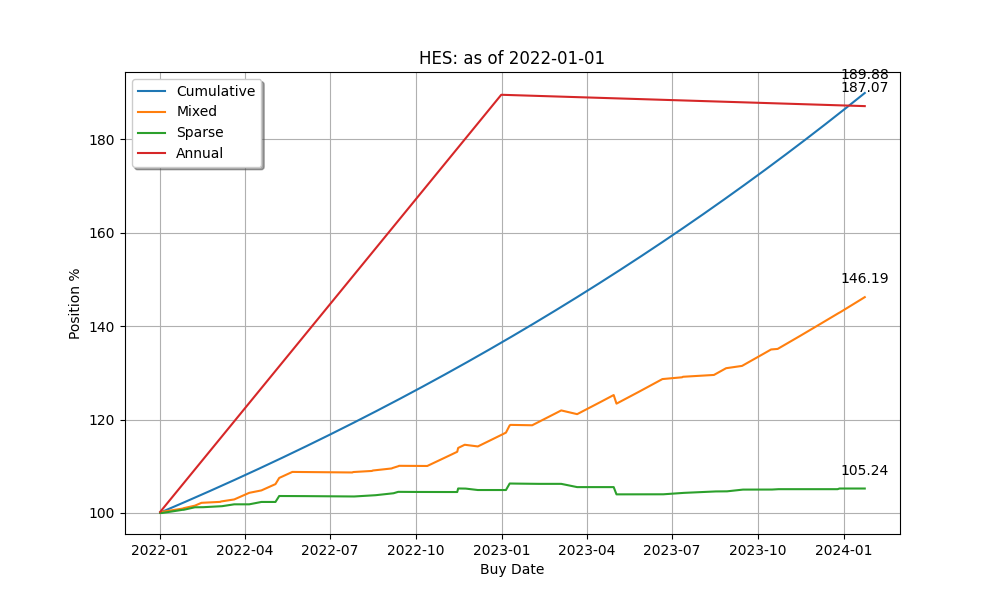 HES: as of 2022-01-01
189.88
187.07
Cumulative
Mixed
Sparse
Annual
180
160
146.19
140
120
105.24
100
Position %
2022-01 2022-04 2022-07 2022-10 2023-01 2023-04 2023-07 2023-10 2024-01
Buy Date